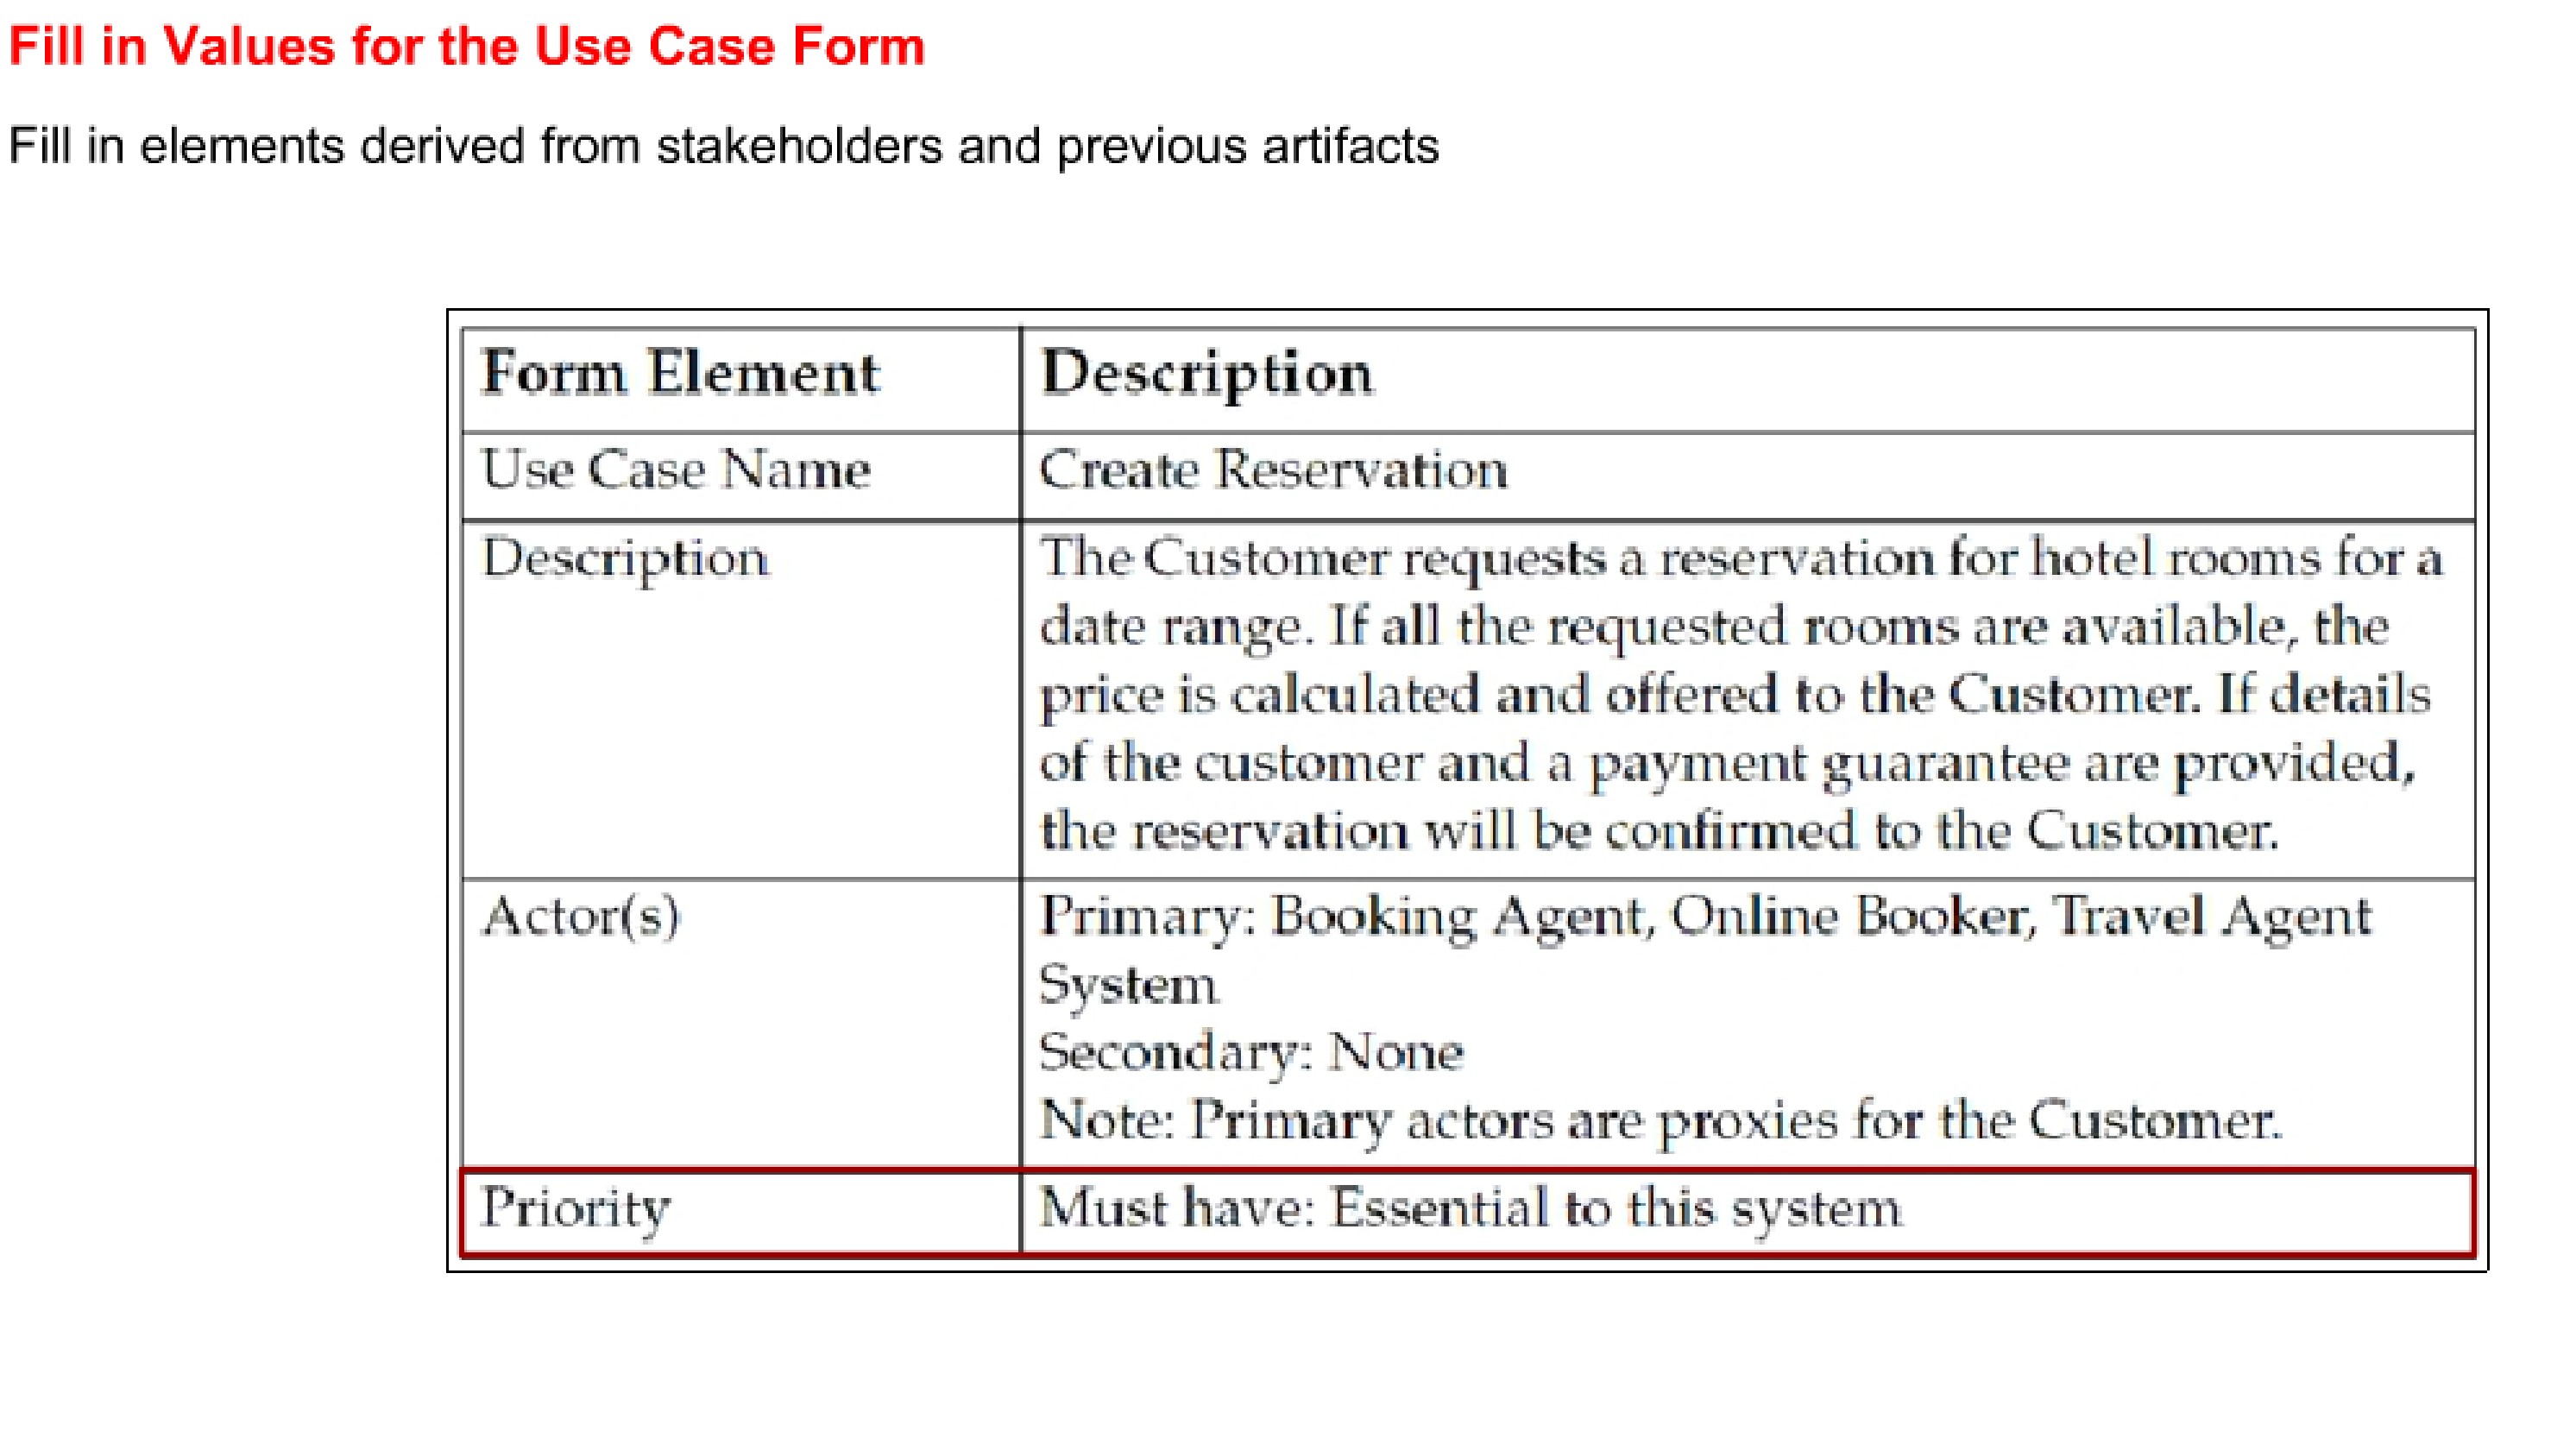 Fill in Values for the Use Case Form
Fill in elements derived from stakeholders and previous artifacts
Form Element Description
Use Case Name Create Reservation
Description The Customer requests a reservation for hotel rooms for a
date range. If all the requested rooms are available, the
price is calculated and offered to the Customer. If details
of the customer and a payment guarantee are provided,
the reservation will be confirmed to the Customer.
Actor(s) Primary: Booking Agent, Online Booker, Travel Agent
System
Secondary: None
Note: Primary actors are proxies for the Customer.
Priority Must have: Essential to this system